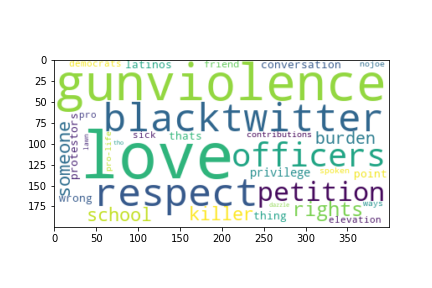 0
democrats latinos friend conversation nojoe
gunviolence
25
50
pro blacktwitter
75
someone protestors lawn pro-life sick thats contributions burden
tho love officers
100
125
privilege spoken point
150
wrong respect petition
175
school killer thing dazile rights ways
elevation
0 50 100 150 200 250 300 350